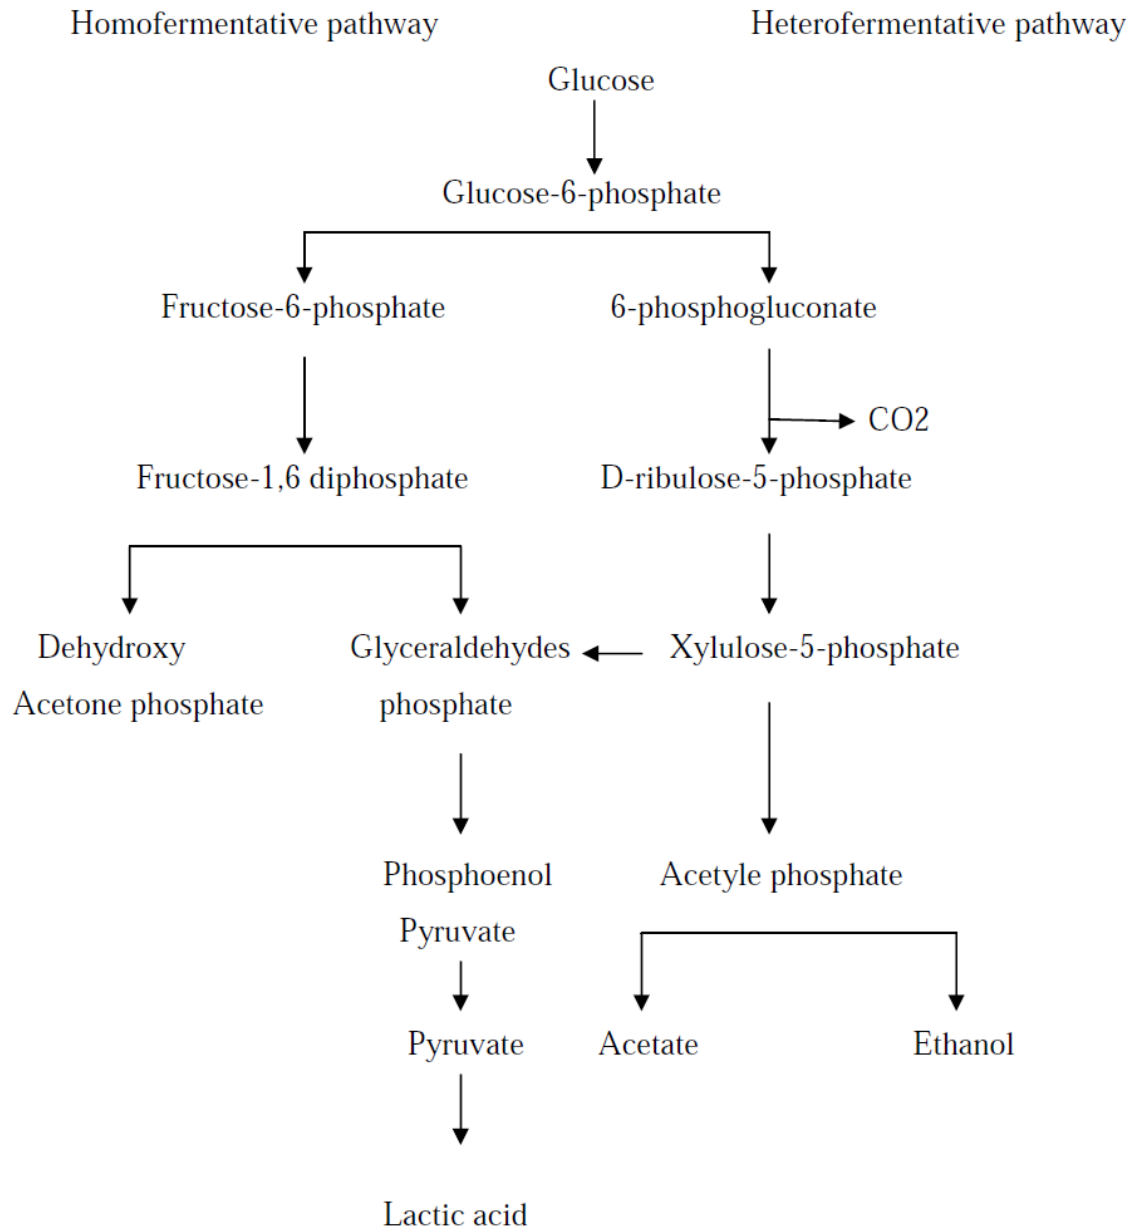 Homofermentative pathway
Heterofermentative pathway
Glucose
Glucose-6-phosphate
Fructose-6-phosphate
6-phosphogluconate
CO2
Fructose-1,6 diphosphate
D-ribulose-5-phosphate
Dehydroxy
Acetone phosphate
Glyceraldehydes
phosphate
Xylulose-5-phosphate
Phosphoenol
Pyruvate
Acetyle phosphate
Pyruvate
Acetate
Ethanol
Lactic acid